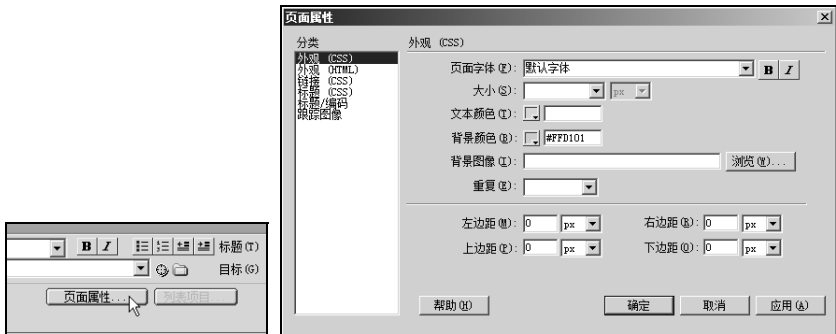 B I 标题(T)
目标(G)
页面属性... 列表项目...
页面属性
分类
外观 (CSS)
外观 (HTML)
链接 (CSS)
标题 (CSS)
标题/编码
跟踪图像
外观 (CSS)
页面字体(F): 默认字体 B I
大小(S): px
文本颜色(T):
背景颜色(B): #FFD101
背景图像(I): 浏览(W)...
重复(E):
左边距(M): 0 px 右边距(R): 0 px
上边距(P): 0 px 下边距(O): 0 px
帮助(H) 确定 取消 应用(A)